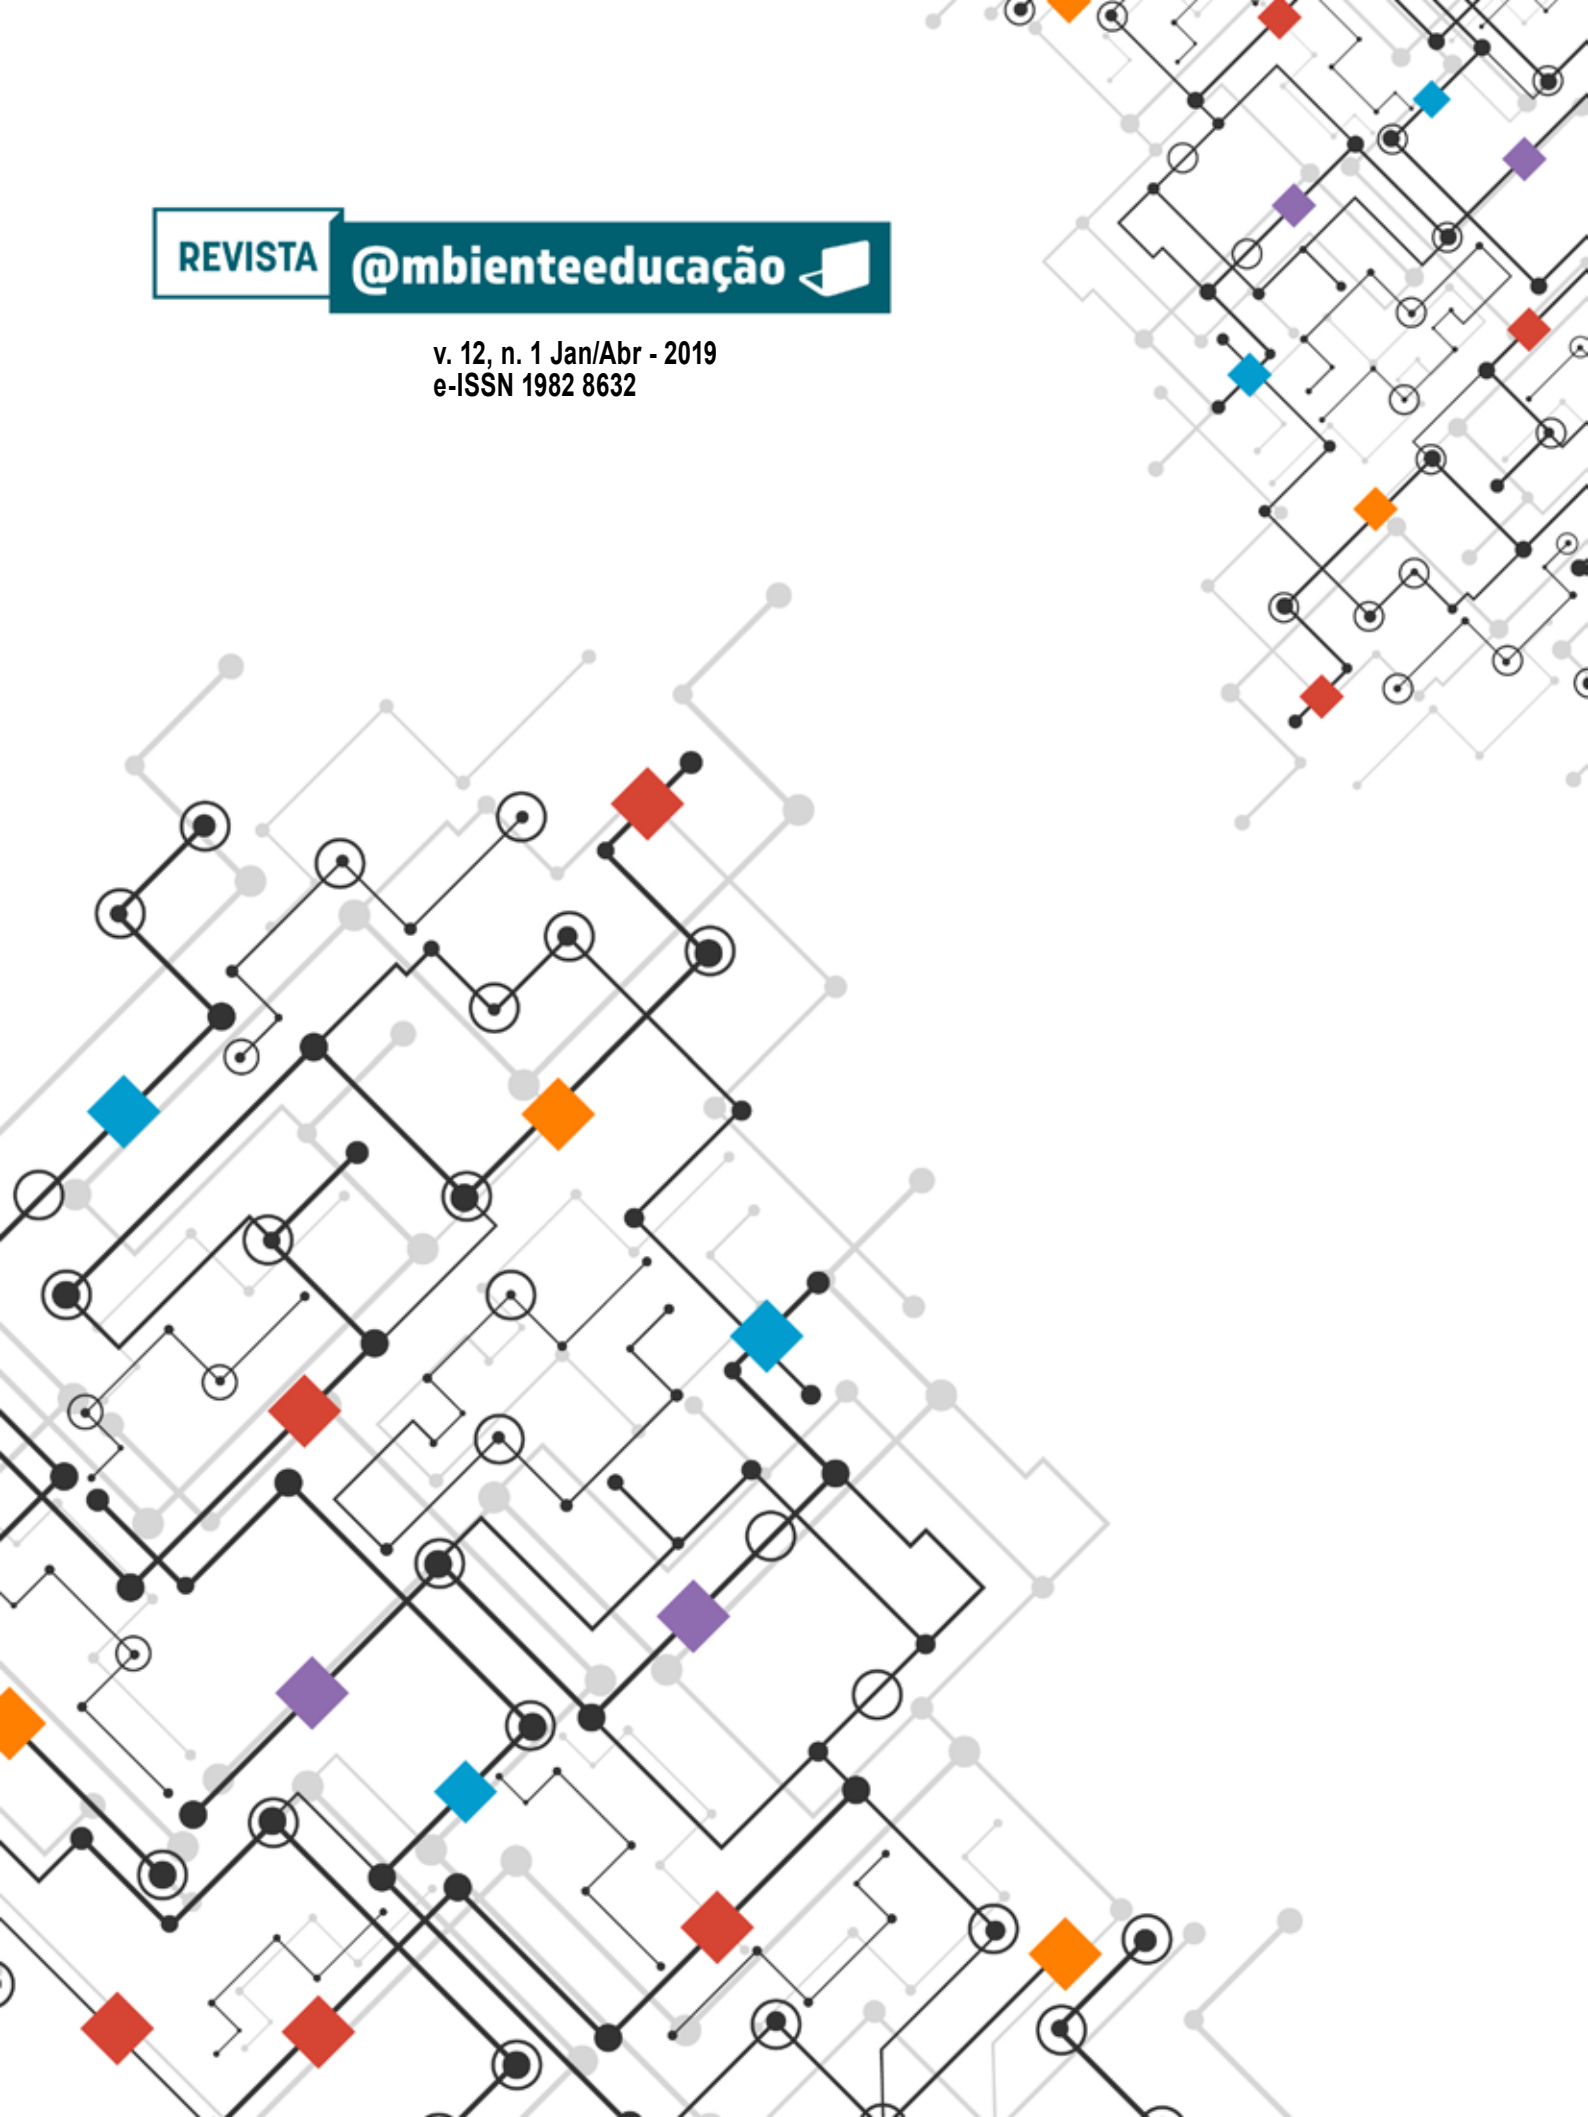 REVISTA @mbienteeducação
v. 12, n. 1 Jan/Abr - 2019
e-ISSN 1982 8632